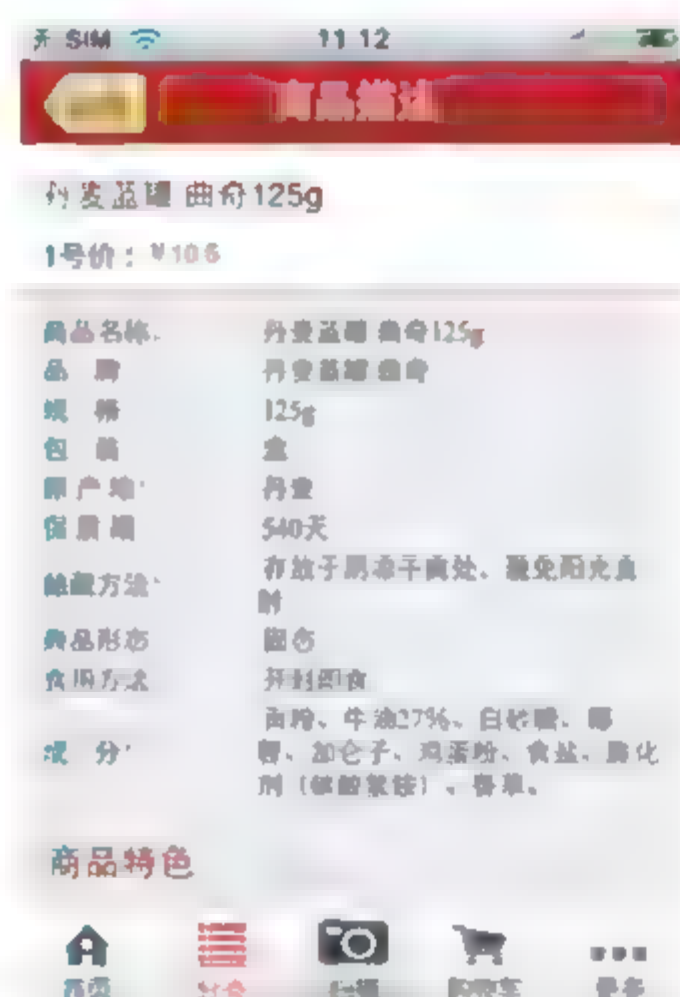 无 SIM 11:12
商品描述
丹麦蓝罐 曲奇125g
1号价：￥10.6
商品名称： 丹麦蓝罐 曲奇125g
品 牌 丹麦蓝罐 曲奇
规 格 125g
包 装 盒
原产地： 丹麦
保质期 540天
储藏方法： 存放于阴凉干爽处、避免阳光直
射
商品形态 固态
食用方法 开封即食
面粉、牛油27%、白砂糖、椰
成 分： 蓉、加仑子、鸡蛋粉、食盐、膨化
剂（碳酸氢铵）、香草。
商品特色
首页 分类 扫描 购物车 更多